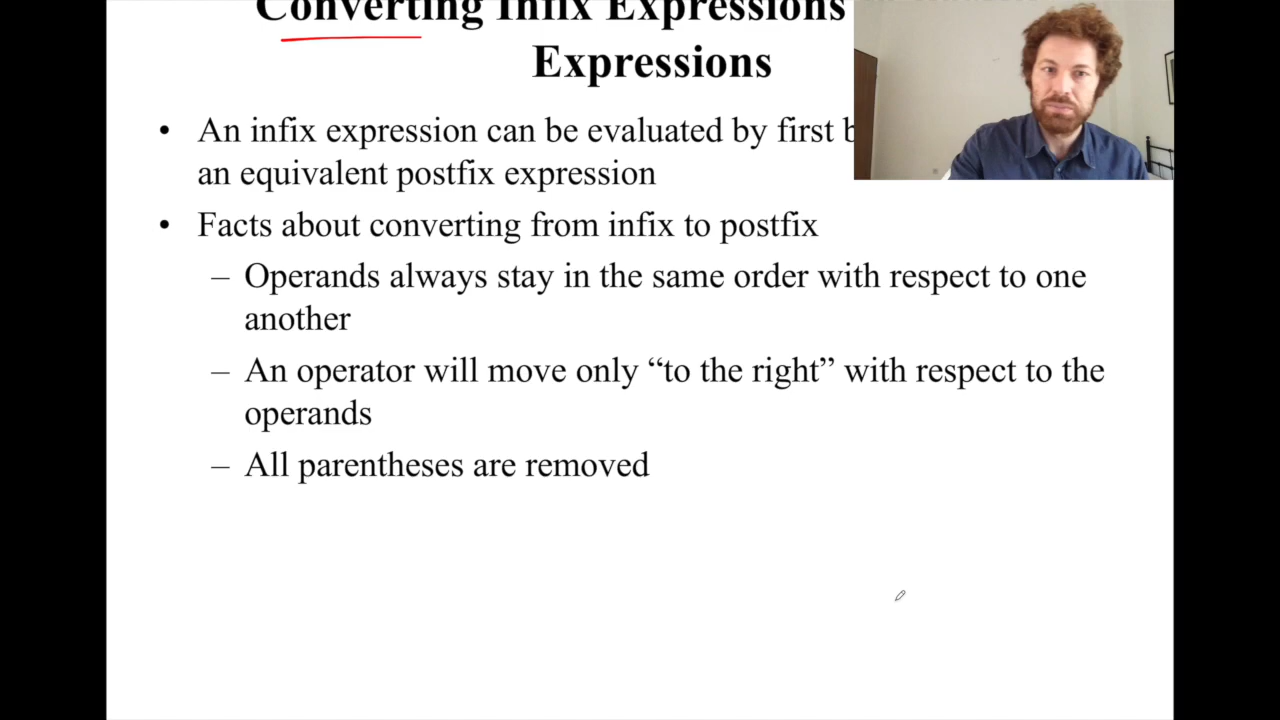 Converting Infix Expressions
Expressions
• An infix expression can be evaluated by first
an equivalent postfix expression
• Facts about converting from infix to postfix
– Operands always stay in the same order with respect to one
another
– An operator will move only “to the right” with respect to the
operands
– All parentheses are removed